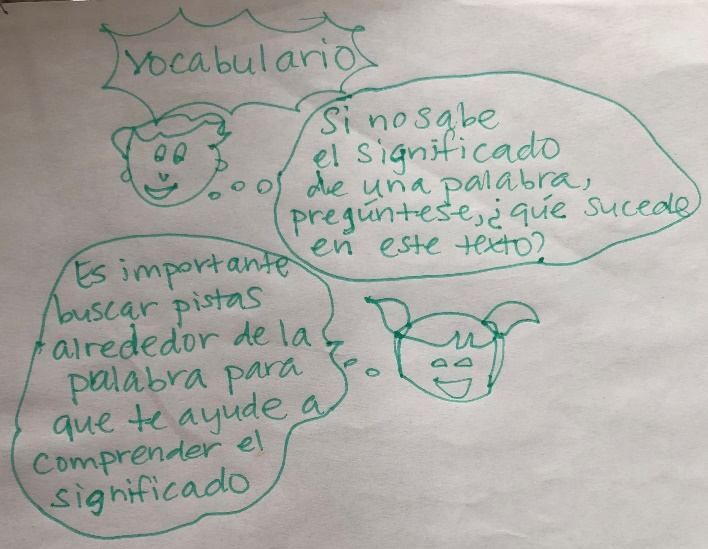 Vocabulario
Si no sabe
el significado
de una palabra,
pregúntese, ¿qué sucede
en este texto?
Es importante
buscar pistas
alrededor de la
palabra para
que te ayude a
comprender el
significado